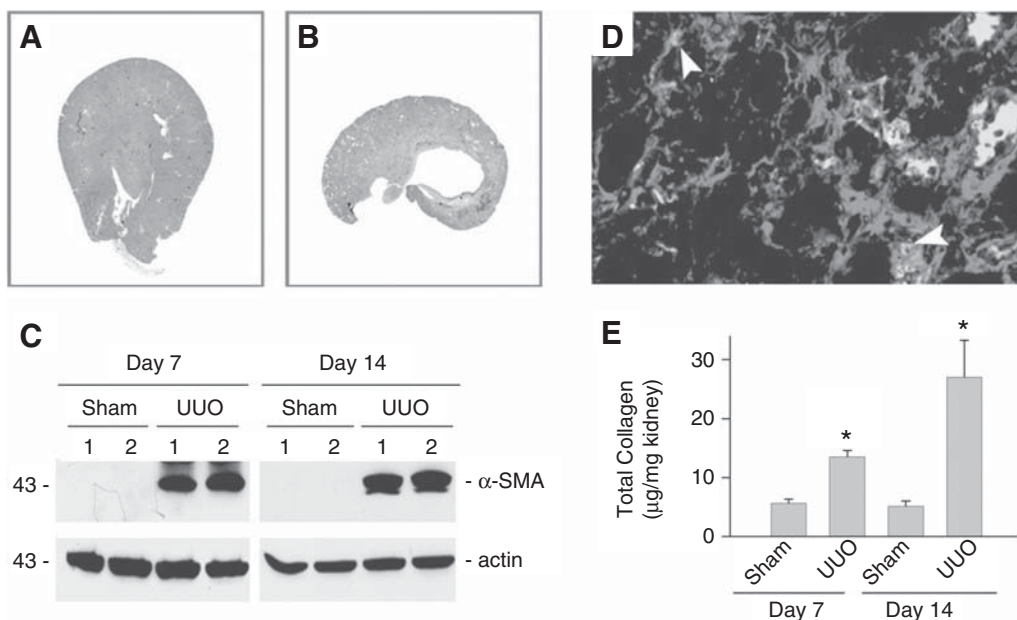 A
B
C
Day 7
Day 14
Sham
UUO
Sham
UUO
1
2
1
2
1
2
1
2
43 -
- α-SMA
43 -
- actin
D
E
Total Collagen
(μg/mg kidney)
30
20
10
0
*
*
Sham
UUO
Sham
UUO
Day 7
Day 14